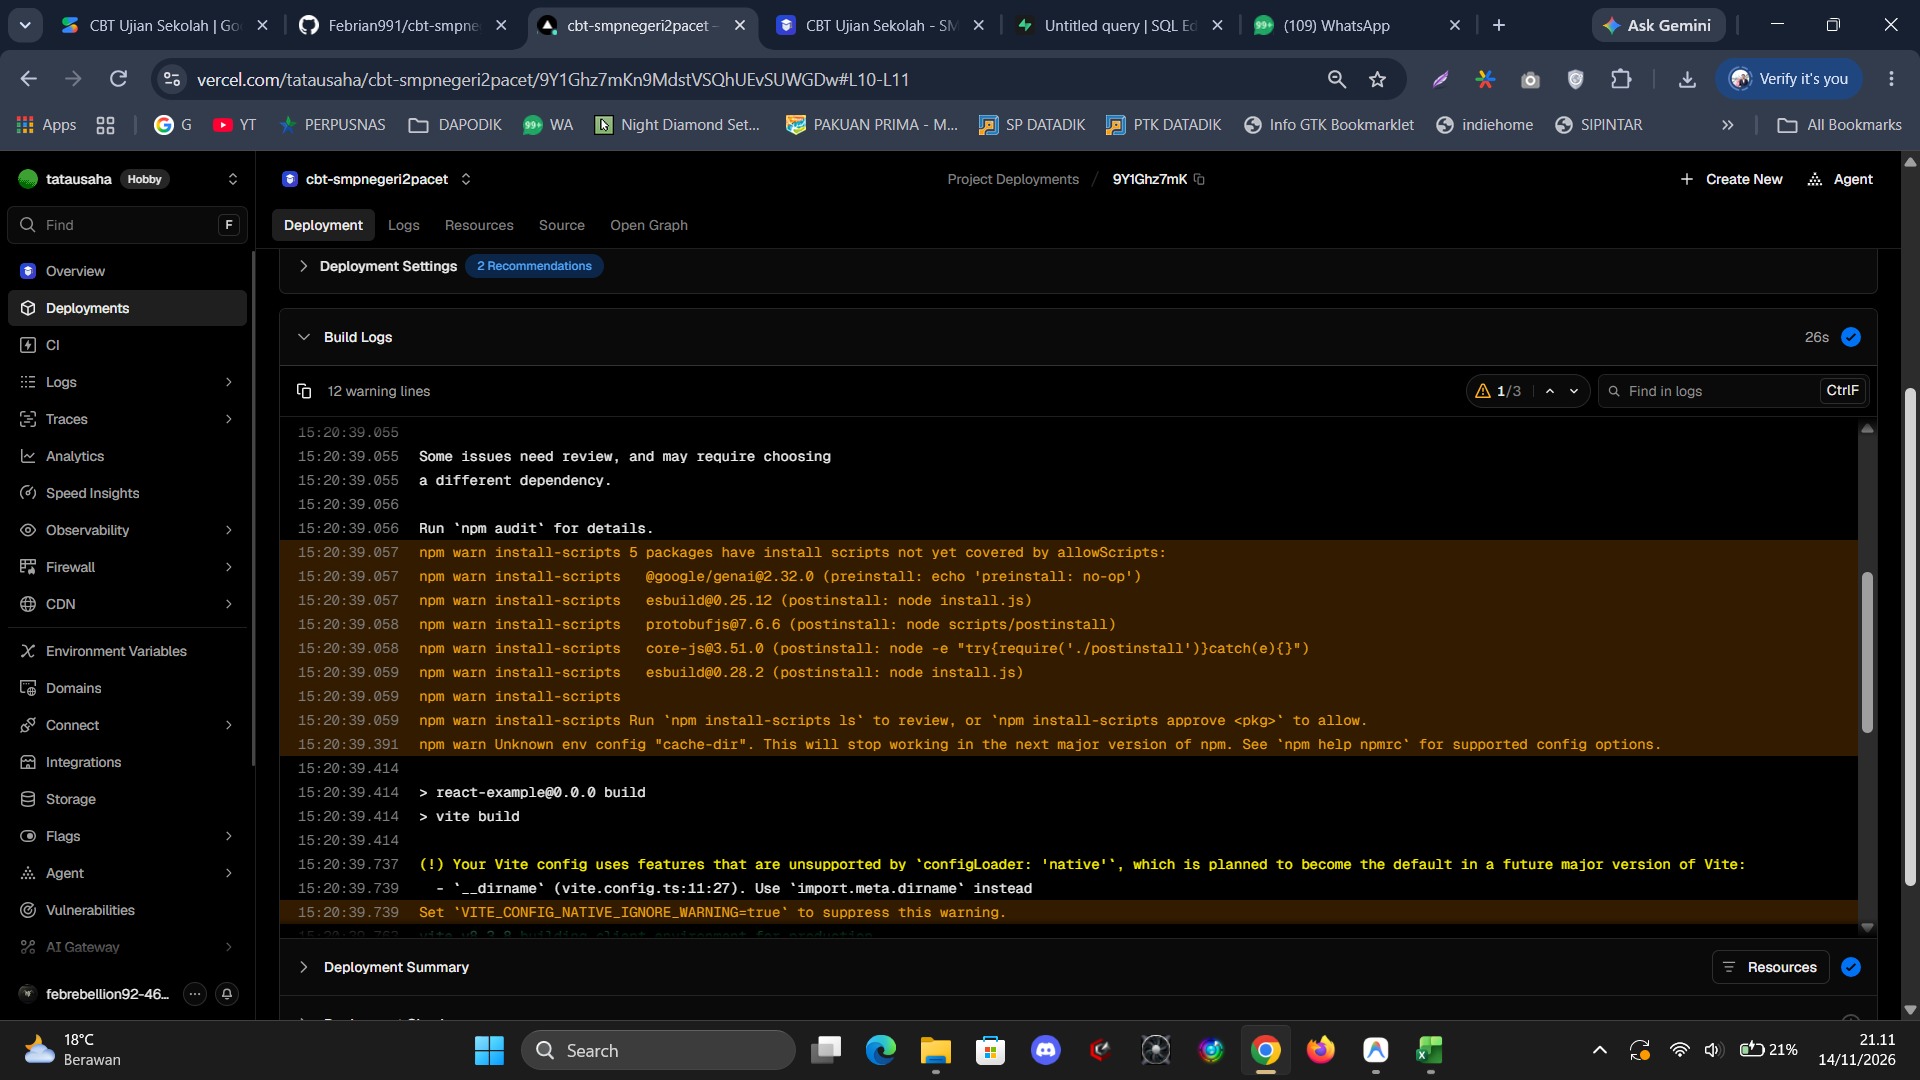 CBT Ujian Sekolah | Go
Febrian991/cbt-smpne
cbt-smpnegeri2pacet –
CBT Ujian Sekolah - SM
Untitled query | SQL Ed
99+ (109) WhatsApp
Ask Gemini
vercel.com/tatausaha/cbt-smpnegeri2pacet/9Y1Ghz7mKn9MdstVSQhUEvSUWGDw#L10-L11
Verify it's you
Apps G YT PERPUSNAS DAPODIK 99+ WA Night Diamond Set... PAKUAN PRIMA - M... SP DATADIK PTK DATADIK Info GTK Bookmarklet indiehome SIPINTAR » All Bookmarks
tatausaha Hobby
cbt-smpnegeri2pacet
Project Deployments / 9Y1Ghz7mK
+ Create New
Agent
Find F
Deployment Logs Resources Source Open Graph
Overview
Deployments
CI
Logs
Traces
Analytics
Speed Insights
Observability
Firewall
CDN
Environment Variables
Domains
Connect
Integrations
Storage
Flags
Agent
Vulnerabilities
AI Gateway
febrebellion92-46...
Deployment Settings 2 Recommendations
Build Logs 26s
12 warning lines 1/3 Find in logs CtrlF
15:20:39.055
15:20:39.055 Some issues need review, and may require choosing
15:20:39.055 a different dependency.
15:20:39.056
15:20:39.056 Run `npm audit` for details.
15:20:39.057 npm warn install-scripts 5 packages have install scripts not yet covered by allowScripts:
15:20:39.057 npm warn install-scripts   @google/genai@2.32.0 (preinstall: echo 'preinstall: no-op')
15:20:39.057 npm warn install-scripts   esbuild@0.25.12 (postinstall: node install.js)
15:20:39.058 npm warn install-scripts   protobufjs@7.6.6 (postinstall: node scripts/postinstall)
15:20:39.058 npm warn install-scripts   core-js@3.51.0 (postinstall: node -e "try{require('./postinstall')}catch(e){}")
15:20:39.059 npm warn install-scripts   esbuild@0.28.2 (postinstall: node install.js)
15:20:39.059 npm warn install-scripts
15:20:39.059 npm warn install-scripts Run `npm install-scripts ls` to review, or `npm install-scripts approve <pkg>` to allow.
15:20:39.391 npm warn Unknown env config "cache-dir". This will stop working in the next major version of npm. See `npm help npmrc` for supported config options.
15:20:39.414
15:20:39.414 > react-example@0.0.0 build
15:20:39.414 > vite build
15:20:39.414
15:20:39.737 (!) Your Vite config uses features that are unsupported by `configLoader: 'native'`, which is planned to become the default in a future major version of Vite:
15:20:39.739   - `__dirname` (vite.config.ts:11:27). Use `import.meta.dirname` instead
15:20:39.739 Set `VITE_CONFIG_NATIVE_IGNORE_WARNING=true` to suppress this warning.
Deployment Summary Resources
18°C
Berawan
Search
21%
21.11
14/11/2026